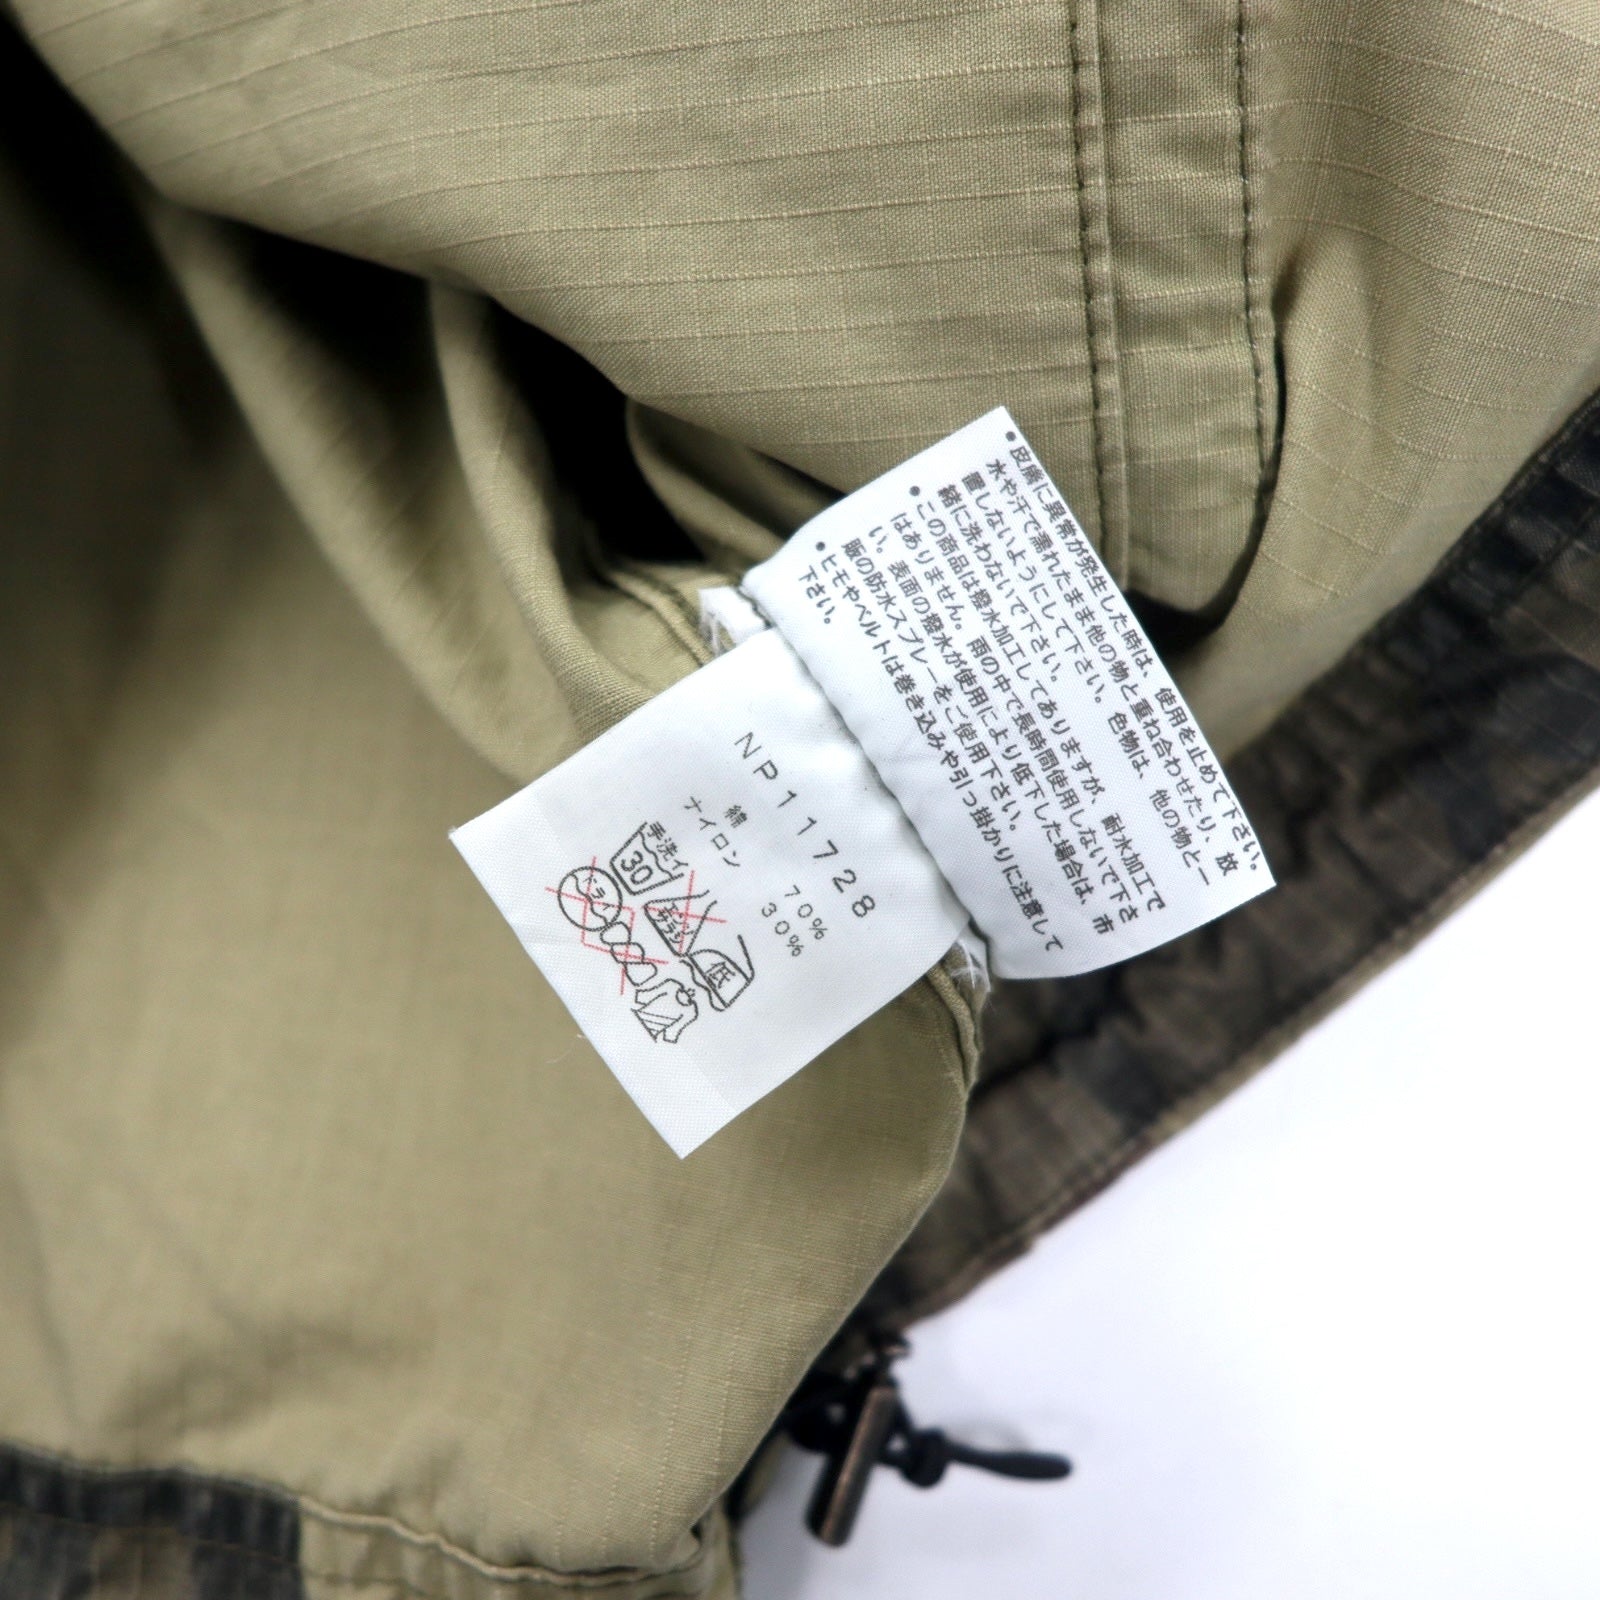 •皮膚に異常が発生した時は、使用を止めて下さい。
水や汗で濡れたまま他の物と重ね合わせたり、放
置しないようにして下さい。色物は、他の物と一
緒に洗わないで下さい。
•この商品は撥水加工してありますが、耐水加工で
はありません。雨の中で長時間使用しないで下さ
い。表面の撥水が使用により低下した場合は、市
販の防水スプレーをご使用下さい。
•ヒモやベルトは巻き込みや引っ掛かりに注意して
下さい。
NP11728
綿 70%
ナイロン 30%
手洗イ
30
エンソ
サラシ
低
ドライ